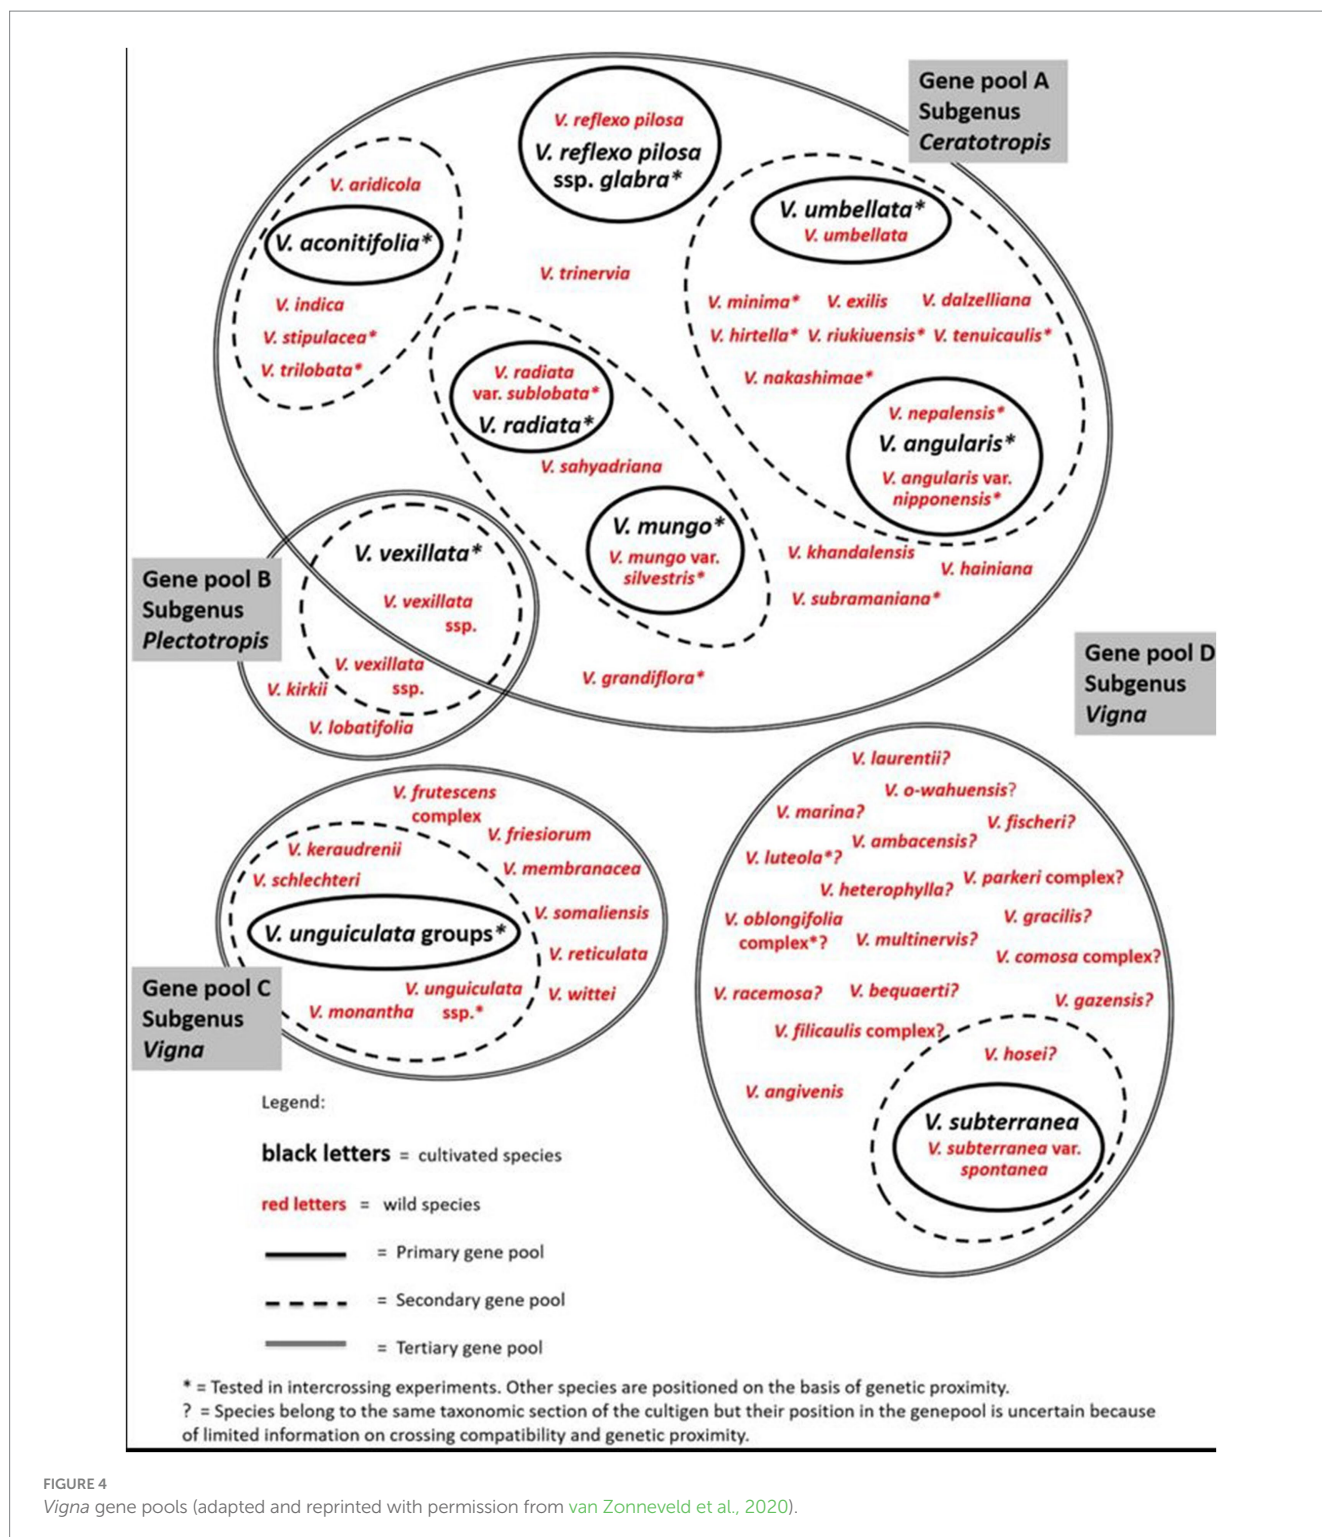 Gene pool A
Subgenus
Ceratotropis
V. reflexo pilosa
V. reflexo pilosa
ssp. glabra*
V. aridicola
V. aconitifolia*
V. indica
V. stipulacea*
V. trilobata*
V. trinervia
V. umbellata*
V. umbellata
V. minima* V. exilis V. dalzelliana
V. hirtella* V. riukiuensis* V. tenuicaulis*
V. nakashimae*
V. nepalensis*
V. angularis*
V. angularis var.
nipponensis*
V. radiata
var. sublobata*
V. radiata*
V. sahyadriana
V. mungo*
V. mungo var.
silvestris*
V. khandalensis
V. hainiana
V. subramaniana*
V. grandiflora*
Gene pool B
Subgenus
Plectotropis
V. vexillata*
V. vexillata
ssp.
V. vexillata
ssp.
V. kirkii
V. lobatifolia
Gene pool D
Subgenus
Vigna
V. frutescens
complex
V. friesiorum
V. keraudrenii
V. membranacea
V. schlechteri
V. somaliensis
V. unguiculata groups*
V. reticulata
V. unguiculata
ssp.*
V. wittei
V. monantha
Gene pool C
Subgenus
Vigna
V. laurentii?
V. o-wahuensis?
V. marina?
V. fischeri?
V. ambacensis?
V. luteola*?
V. parkeri complex?
V. heterophylla?
V. oblongifolia
complex*?
V. gracilis?
V. multinervis?
V. comosa complex?
V. racemosa?
V. bequaerti?
V. gazensis?
V. filicaulis complex?
V. hosei?
V. angivenis
V. subterranea
V. subterranea var.
spontanea
Legend:
black letters = cultivated species
red letters = wild species
= Primary gene pool
= Secondary gene pool
= Tertiary gene pool
* = Tested in intercrossing experiments. Other species are positioned on the basis of genetic proximity.
? = Species belong to the same taxonomic section of the cultigen but their position in the genepool is uncertain because
of limited information on crossing compatibility and genetic proximity.
FIGURE 4
Vigna gene pools (adapted and reprinted with permission from van Zonneveld et al., 2020).